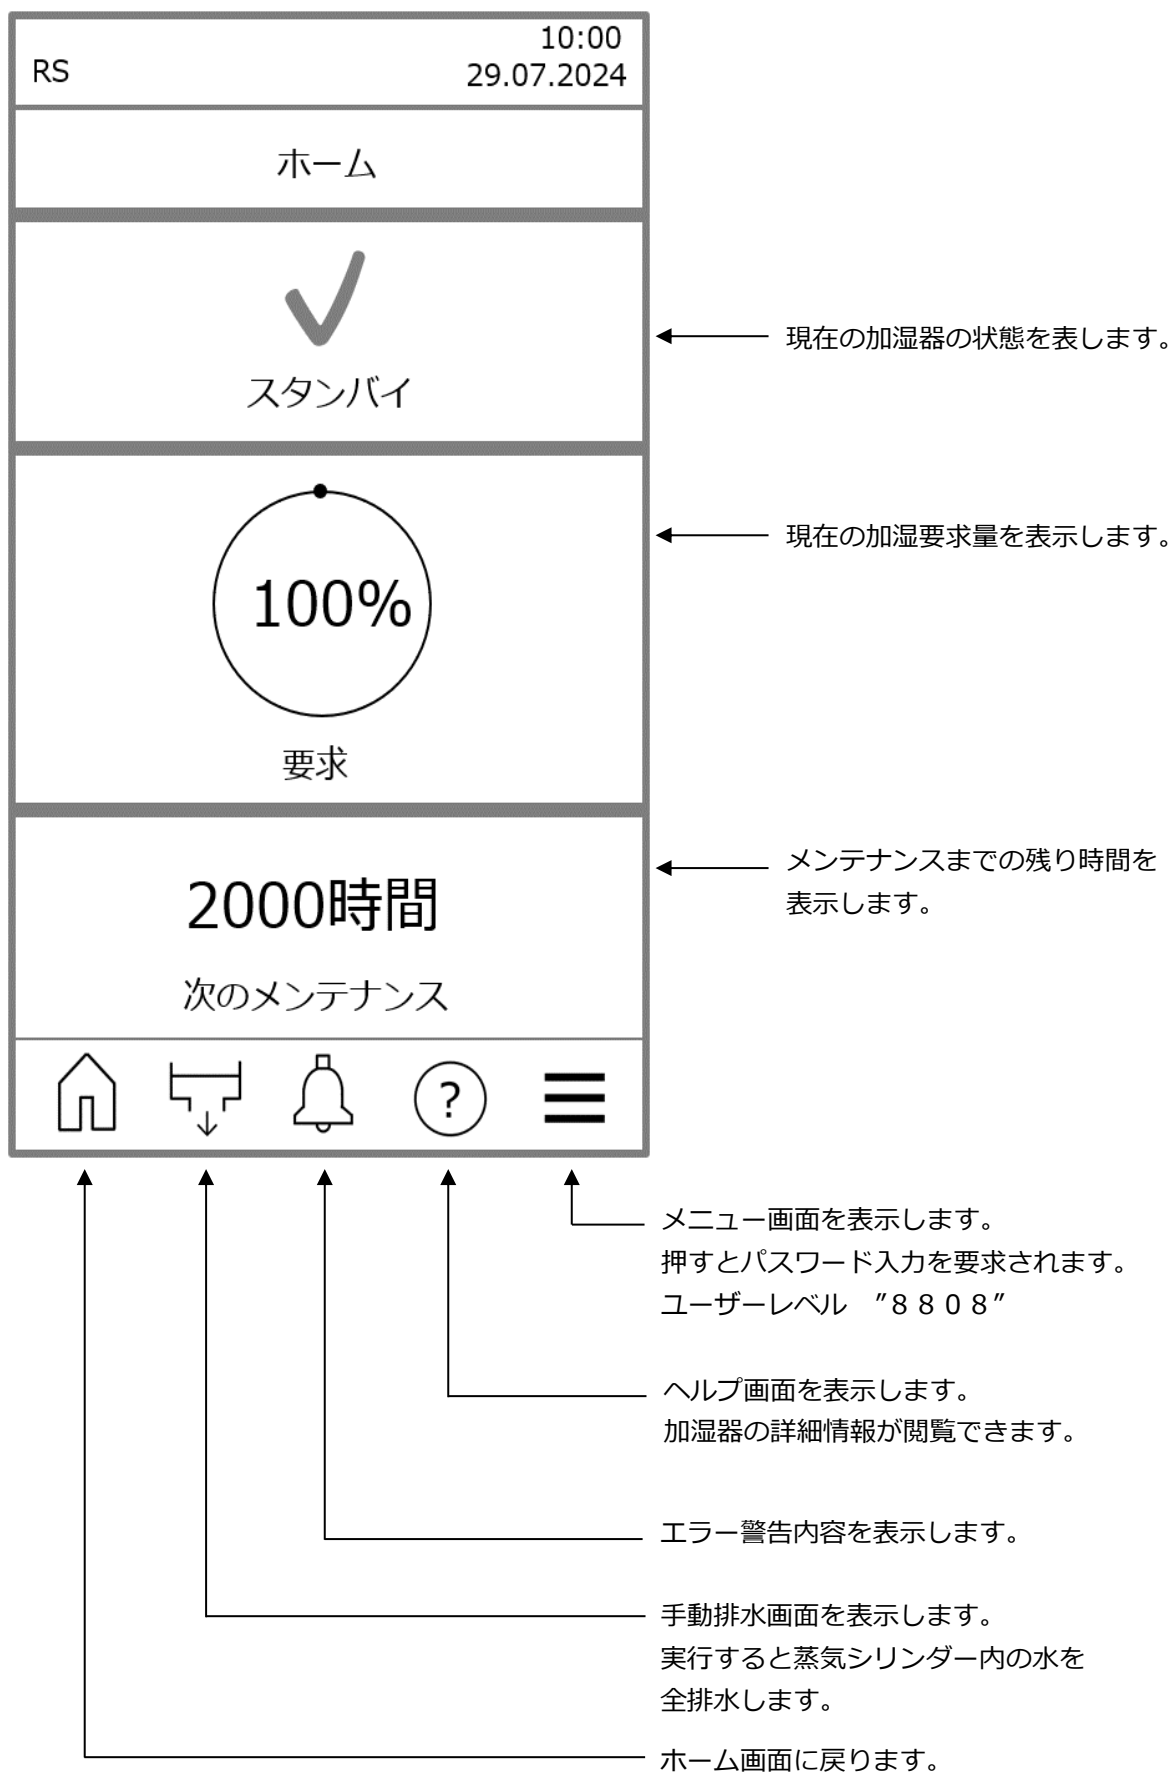 10:00
RS
29.07.2024
ホーム
スタンバイ
現在の加湿器の状態を表します。
100%
要求
現在の加湿要求量を表示します。
2000時間
次のメンテナンス
メンテナンスまでの残り時間を
表示します。
?
メニュー画面を表示します。
押すとパスワード入力を要求されます。
ユーザーレベル　”８８０８”
ヘルプ画面を表示します。
加湿器の詳細情報が閲覧できます。
エラー警告内容を表示します。
手動排水画面を表示します。
実行すると蒸気シリンダー内の水を
全排水します。
ホーム画面に戻ります。